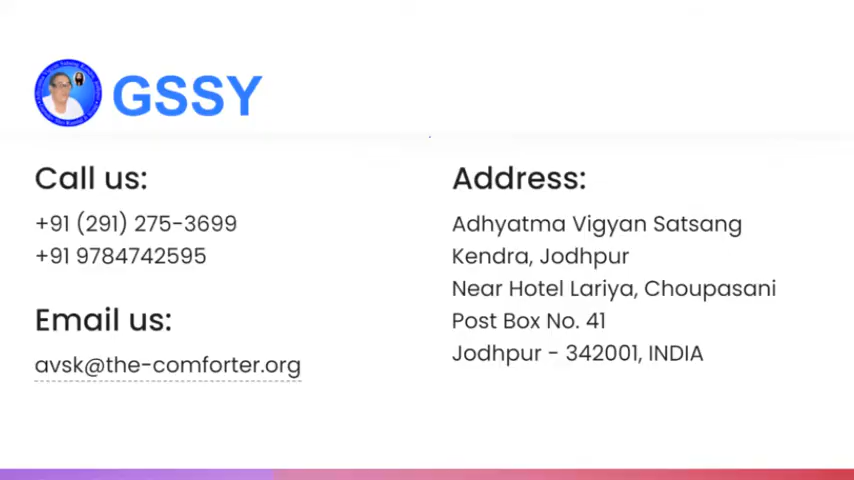 GSSY
Call us:
+91 (291) 275-3699
+91 9784742595
Email us:
avsk@the-comforter.org
Address:
Adhyatma Vigyan Satsang
Kendra, Jodhpur
Near Hotel Lariya, Choupasani
Post Box No. 41
Jodhpur - 342001, INDIA